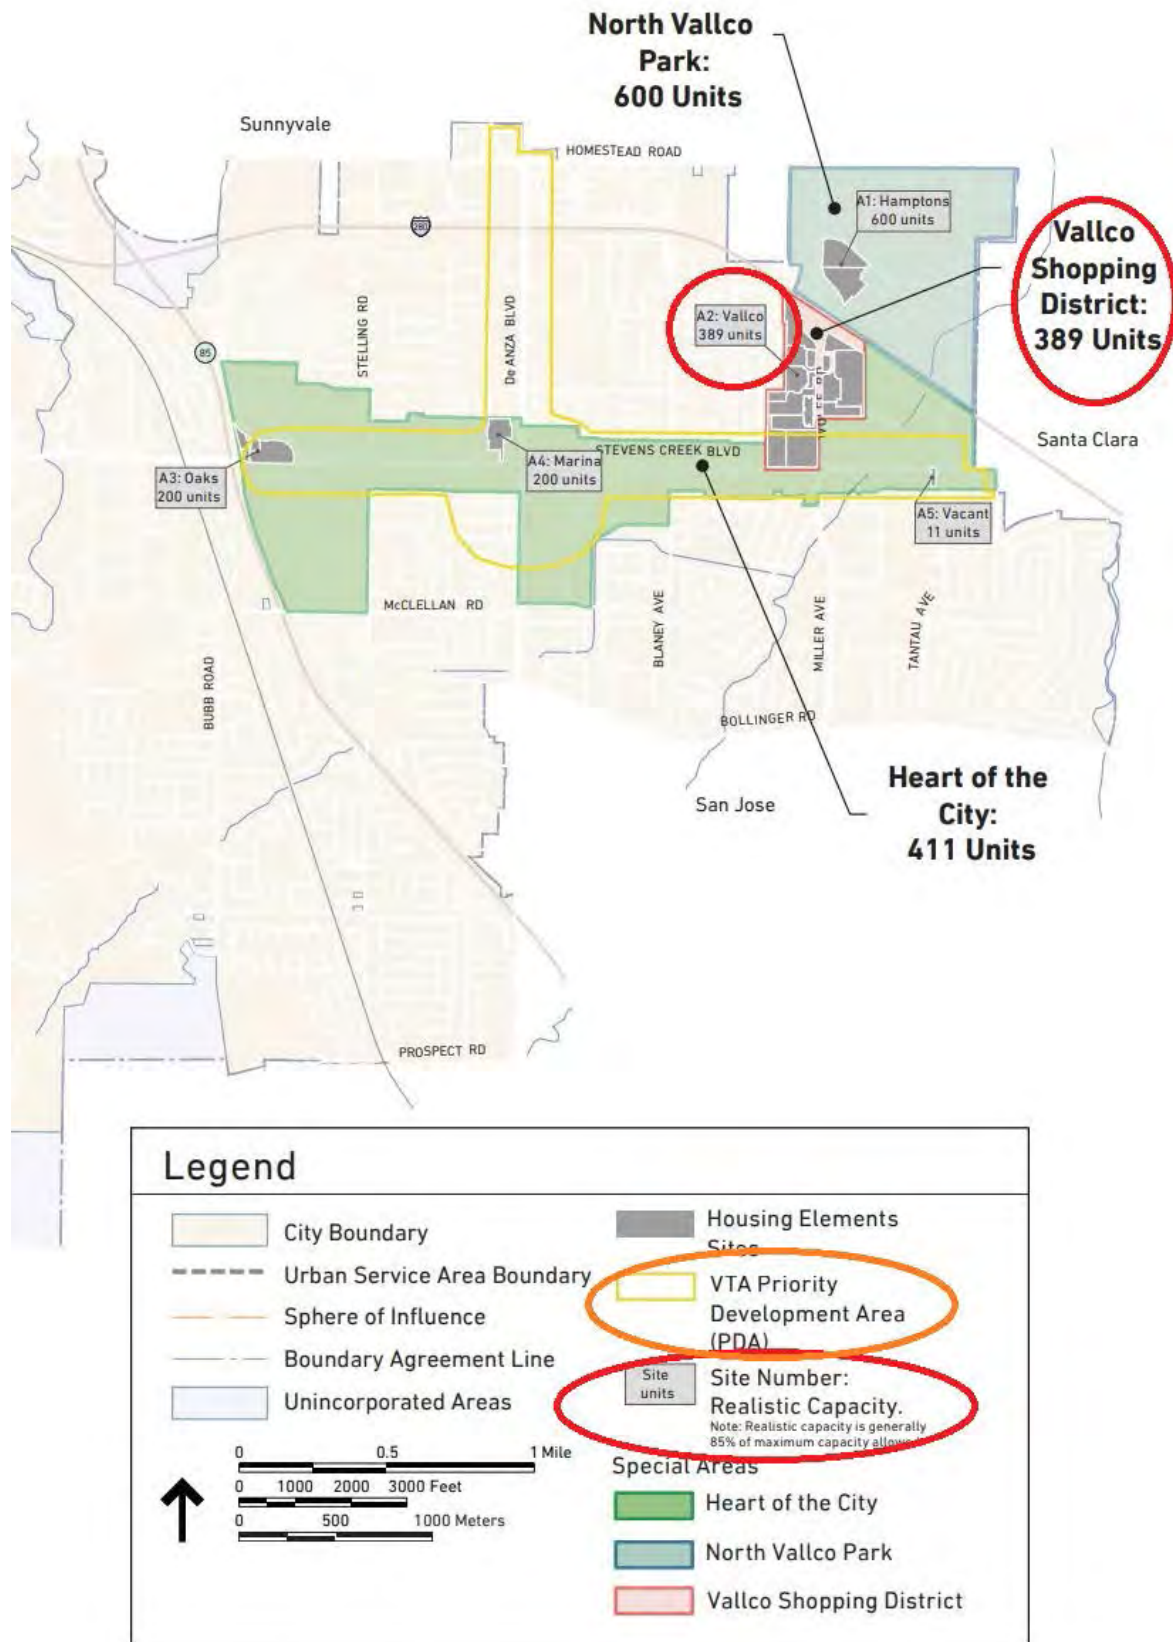 North Vallco
Park:
600 Units
Sunnyvale
HOMESTEAD ROAD
280
A1: Hamptons
600 units
Vallco
Shopping
District:
389 Units
A2: Vallco
389 units
STELLING RD
De ANZA BLVD
85
Santa Clara
STEVENS CREEK BLVD
A3: Oaks
200 units
A4: Marina
200 units
A5: Vacant
11 units
McCLELLAN RD
BLANEY AVE
MILLER AVE
TANTAU AVE
BUBB ROAD
BOLLINGER RD
San Jose
Heart of the
City:
411 Units
PROSPECT RD
Legend
City Boundary
Urban Service Area Boundary
Sphere of Influence
Boundary Agreement Line
Unincorporated Areas
0 0.5 1 Mile
0 1000 2000 3000 Feet
0 500 1000 Meters
Housing Elements
Sites
VTA Priority
Development Area
(PDA)
Site
units
Site Number:
Realistic Capacity.
Note: Realistic capacity is generally
85% of maximum capacity allowed
Special Areas
Heart of the City
North Vallco Park
Vallco Shopping District